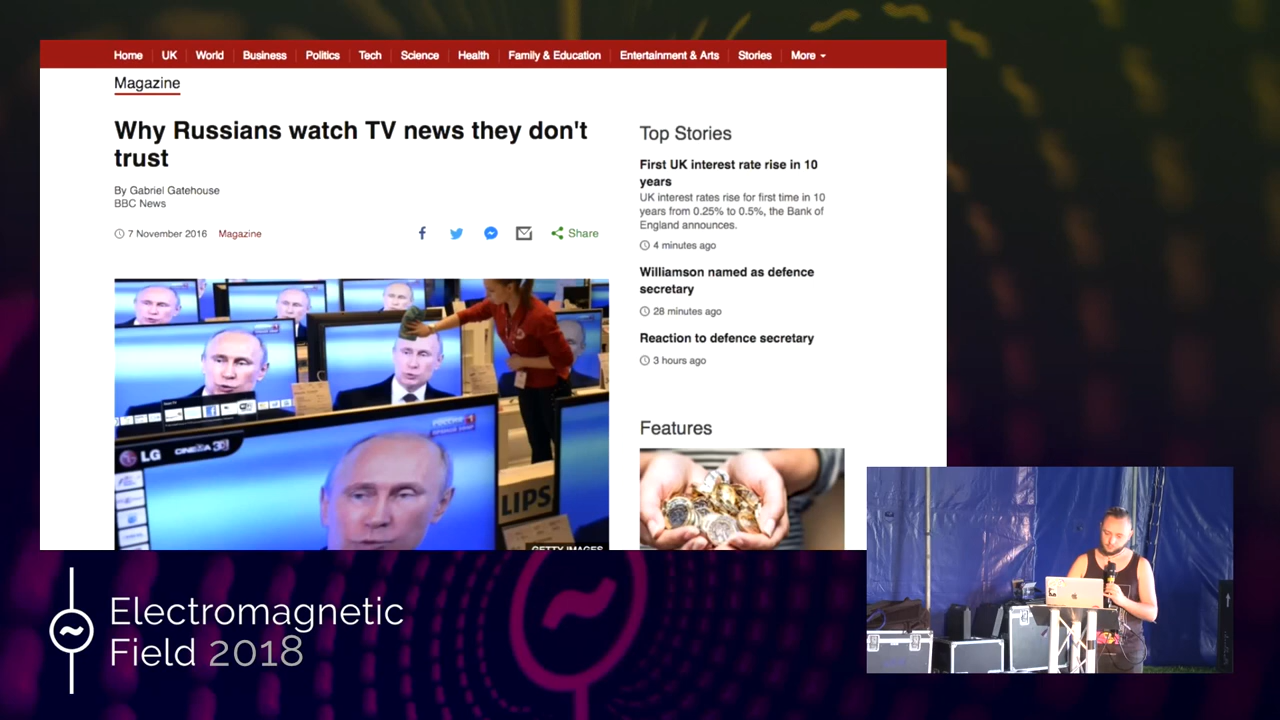 Home UK World Business Politics Tech Science Health Family & Education Entertainment & Arts Stories More
Magazine
Why Russians watch TV news they don't
trust
By Gabriel Gatehouse
BBC News
7 November 2016 Magazine
Share
LG CINEMA 3D
LIPS
GETTY IMAGES
Top Stories
First UK interest rate rise in 10
years
UK interest rates rise for first time in 10
years from 0.25% to 0.5%, the Bank of
England announces.
4 minutes ago
Williamson named as defence
secretary
28 minutes ago
Reaction to defence secretary
3 hours ago
Features
Electromagnetic
Field 2018